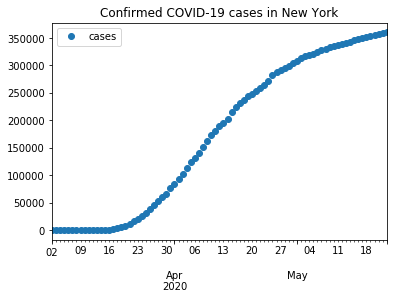 Confirmed COVID-19 cases in New York
cases
350000
300000
250000
200000
150000
100000
50000
0
02 09 16 23 30 06 13 20 27 04 11 18
Apr May
2020